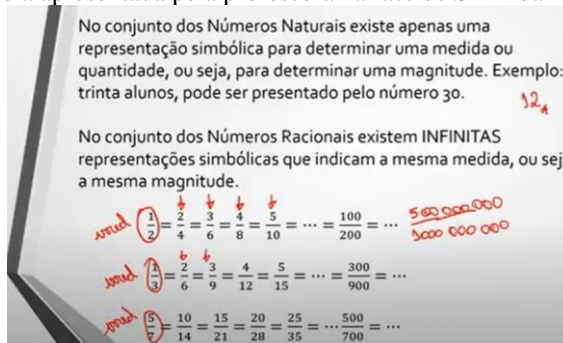 No conjunto dos Números Naturais existe apenas uma
representação simbólica para determinar uma medida ou
quantidade, ou seja, para determinar uma magnitude. Exemplo:
trinta alunos, pode ser presentado pelo número 30.
12
No conjunto dos Números Racionais existem INFINITAS
representações simbólicas que indicam a mesma medida, ou sej
a mesma magnitude.
irred 1/2 = 2/4 = 3/6 = 4/8 = 5/10 = ... = 100/200 = ... 500 000 000/1000 000 000
irred 1/3 = 2/6 = 3/9 = 4/12 = 5/15 = ... = 300/900 = ...
irred 5/7 = 10/14 = 15/21 = 20/28 = 25/35 = ... 500/700 = ...